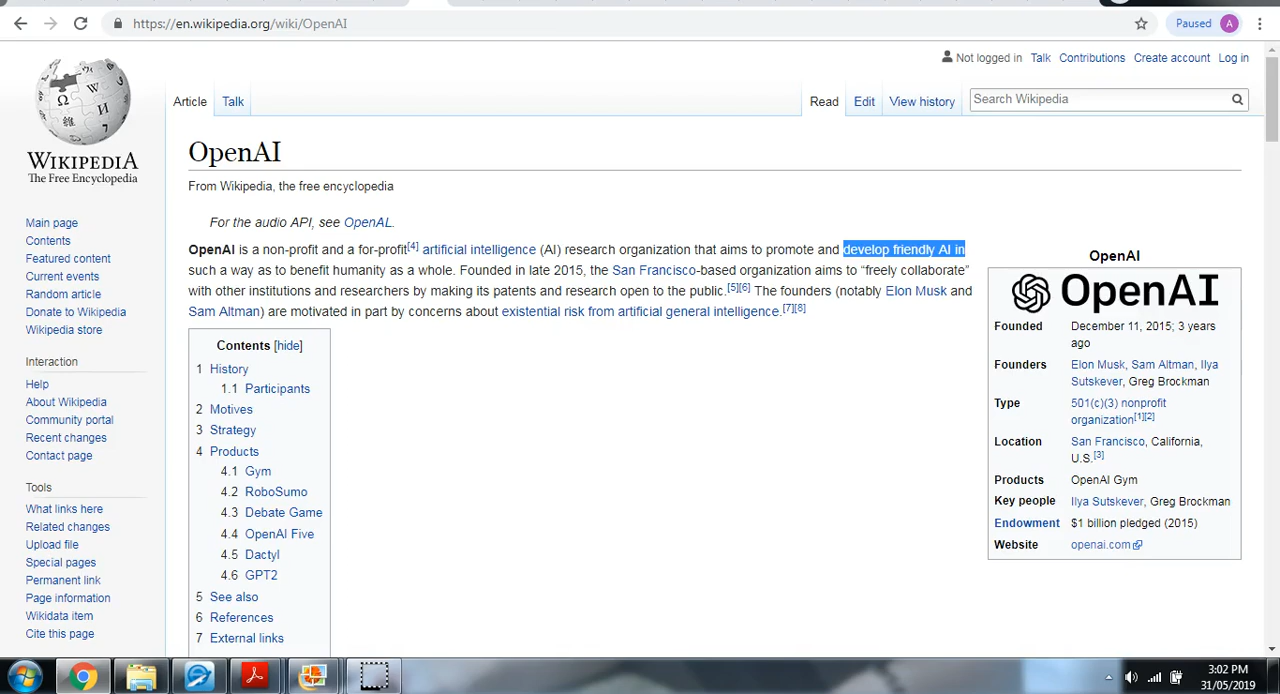 https://en.wikipedia.org/wiki/OpenAI
Paused A
Not logged in Talk Contributions Create account Log in
Article Talk
Read Edit View history
Search Wikipedia
WIKIPEDIA
The Free Encyclopedia
Main page
Contents
Featured content
Current events
Random article
Donate to Wikipedia
Wikipedia store
Interaction
Help
About Wikipedia
Community portal
Recent changes
Contact page
Tools
What links here
Related changes
Upload file
Special pages
Permanent link
Page information
Wikidata item
Cite this page
OpenAI
From Wikipedia, the free encyclopedia
For the audio API, see OpenAL.
OpenAI is a non-profit and a for-profit[4] artificial intelligence (AI) research organization that aims to promote and develop friendly AI in
such a way as to benefit humanity as a whole. Founded in late 2015, the San Francisco-based organization aims to “freely collaborate”
with other institutions and researchers by making its patents and research open to the public.[5][6] The founders (notably Elon Musk and
Sam Altman) are motivated in part by concerns about existential risk from artificial general intelligence.[7][8]
Contents [hide]
1 History
1.1 Participants
2 Motives
3 Strategy
4 Products
4.1 Gym
4.2 RoboSumo
4.3 Debate Game
4.4 OpenAI Five
4.5 Dactyl
4.6 GPT2
5 See also
6 References
7 External links
OpenAI
OpenAI
Founded December 11, 2015; 3 years
ago
Founders Elon Musk, Sam Altman, Ilya
Sutskever, Greg Brockman
Type 501(c)(3) nonprofit
organization[1][2]
Location San Francisco, California,
U.S.[3]
Products OpenAI Gym
Key people Ilya Sutskever, Greg Brockman
Endowment $1 billion pledged (2015)
Website openai.com
3:02 PM
31/05/2019